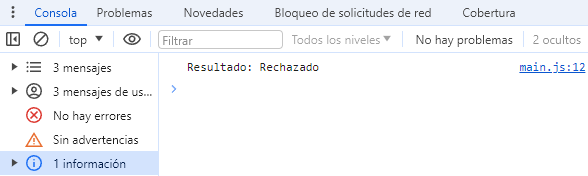 Consola Problemas Novedades Bloqueo de solicitudes de red Cobertura
top Filtrar Todos los niveles No hay problemas 2 ocultos
3 mensajes
3 mensajes de us...
No hay errores
Sin advertencias
1 información
Resultado: Rechazado main.js:12
>